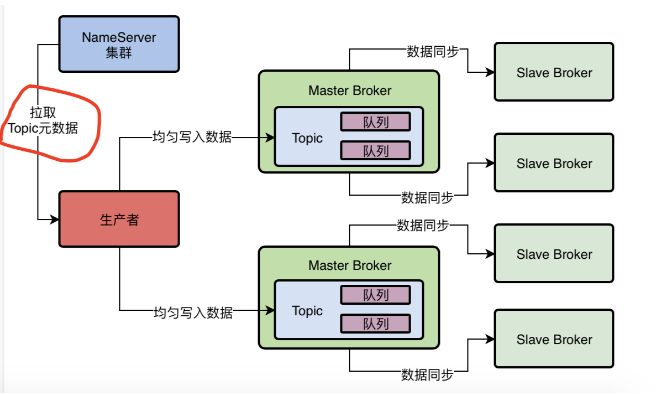 NameServer
集群
拉取
Topic元数据
生产者
均匀写入数据
均匀写入数据
Master Broker
Topic
队列
队列
数据同步
数据同步
Slave Broker
Slave Broker
Master Broker
Topic
队列
队列
数据同步
数据同步
Slave Broker
Slave Broker